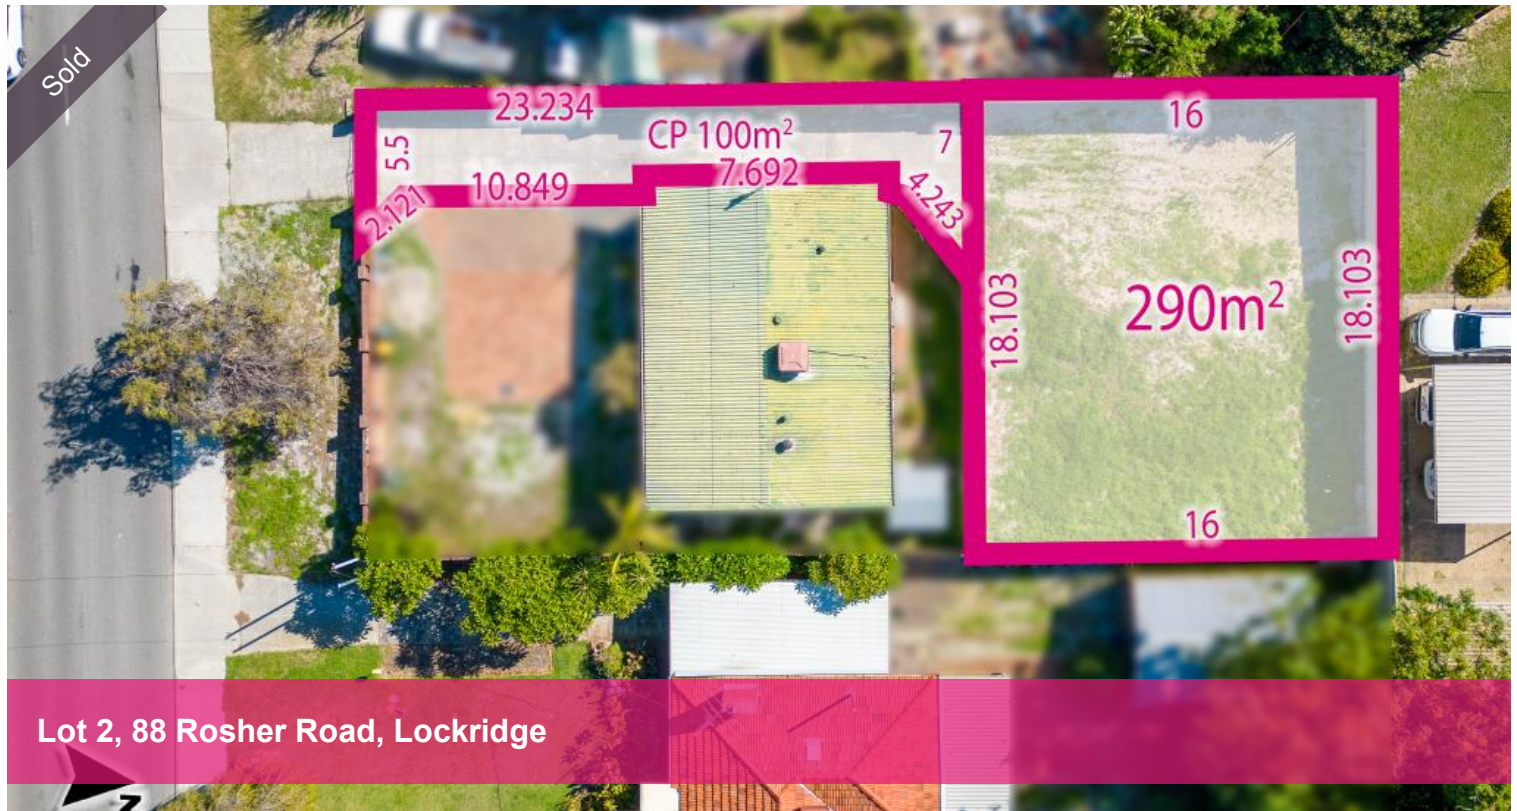 Sold
23.234
CP 100m²
16
5.5
7
10.849
7.692
2.121
4.243
18.103
290m²
18.103
16
Lot 2, 88 Rosher Road, Lockridge
Z